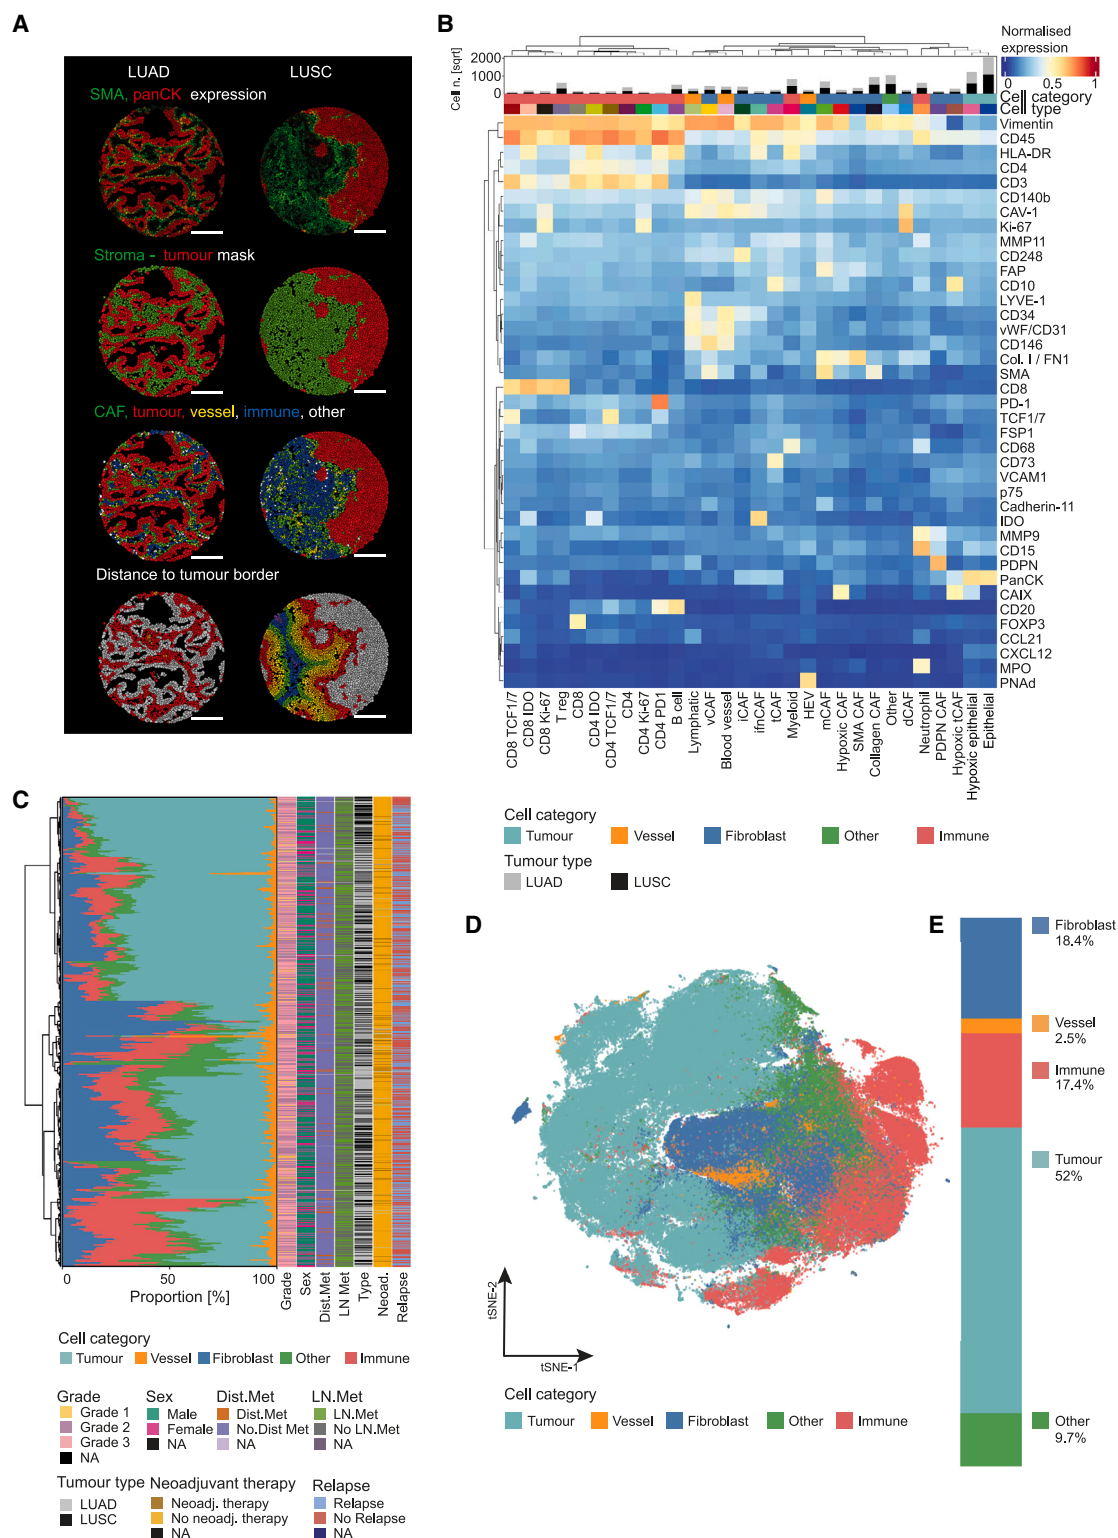 A
LUAD
LUSC
SMA, panCK expression
Stroma - tumour mask
CAF, tumour, vessel, immune, other
Distance to tumour border
B
Normalised
expression
0 0.5 1
Cell n. [sqrt]
2000
1000
0
Cell category
Cell type
Vimentin
CD45
HLA-DR
CD4
CD3
CD140b
CAV-1
Ki-67
MMP11
CD248
FAP
CD10
LYVE-1
CD34
vWF/CD31
CD146
Col. I / FN1
SMA
CD8
PD-1
TCF1/7
FSP1
CD68
CD73
VCAM1
p75
Cadherin-11
IDO
MMP9
CD15
PDPN
PanCK
CAIX
CD20
FOXP3
CCL21
CXCL12
MPO
PNAd
CD8 TCF1/7
CD8 IDO
CD8 Ki-67
T reg
CD8
CD4 IDO
CD4 TCF1/7
CD4
CD4 Ki-67
CD4 PD1
B cell
Lymphatic
vCAF
Blood vessel
iCAF
ifnCAF
tCAF
Myeloid
HEV
mCAF
Hypoxic CAF
SMA CAF
Collagen CAF
Other
dCAF
Neutrophil
PDPN CAF
Hypoxic tCAF
Hypoxic epithelial
Epithelial
Cell category
Tumour Vessel Fibroblast Other Immune
Tumour type
LUAD LUSC
C
0 50 100
Proportion [%]
Grade
Sex
Dist.Met
LN Met
Type
Neoad.
Relapse
Cell category
Tumour Vessel Fibroblast Other Immune
Grade
Grade 1
Grade 2
Grade 3
NA
Sex
Male
Female
NA
Dist.Met
Dist.Met
No.Dist Met
NA
LN.Met
LN.Met
No LN.Met
NA
Tumour type
LUAD
LUSC
Neoadjuvant therapy
Neoadj. therapy
No neoadj. therapy
NA
Relapse
Relapse
No Relapse
NA
D
tSNE-2
tSNE-1
Cell category
Tumour Vessel Fibroblast Other Immune
E
Fibroblast
18.4%
Vessel
2.5%
Immune
17.4%
Tumour
52%
Other
9.7%